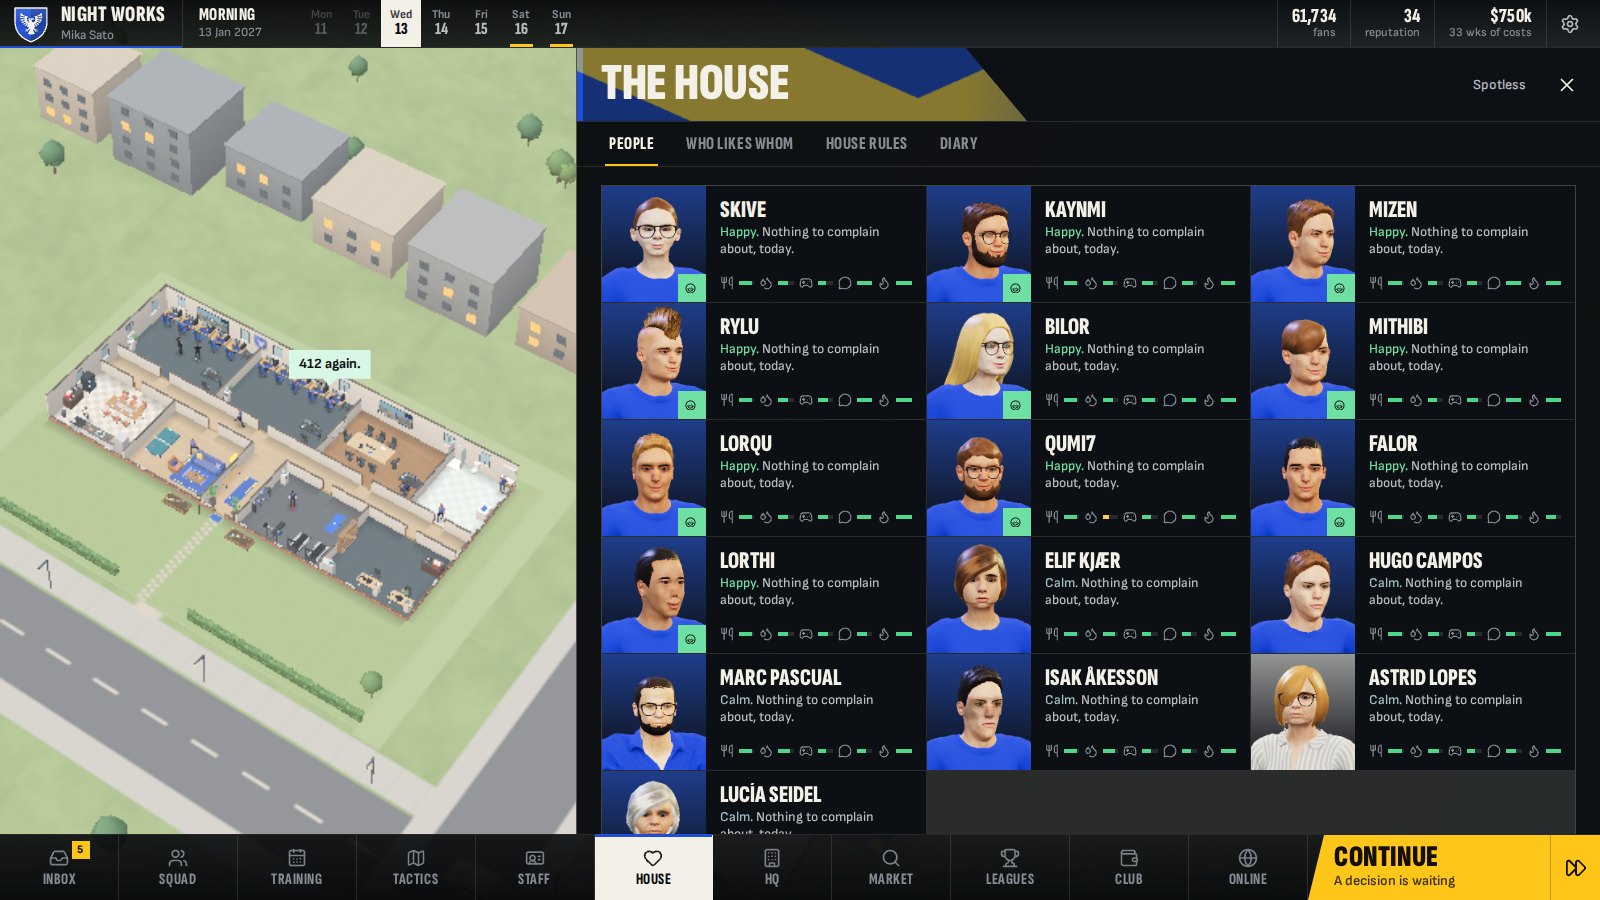 NIGHT WORKS
Mika Sato
MORNING
13 Jan 2027
Mon
11
Tue
12
Wed
13
Thu
14
Fri
15
Sat
16
Sun
17
61,734
fans
34
reputation
$750k
33 wks of costs
THE HOUSE
Spotless
PEOPLE
WHO LIKES WHOM
HOUSE RULES
DIARY
412 again.
SKIVE
Happy. Nothing to complain
about, today.
KAYNMI
Happy. Nothing to complain
about, today.
MIZEN
Happy. Nothing to complain
about, today.
RYLU
Happy. Nothing to complain
about, today.
BILOR
Happy. Nothing to complain
about, today.
MITHIBI
Happy. Nothing to complain
about, today.
LORQU
Happy. Nothing to complain
about, today.
QUMI7
Happy. Nothing to complain
about, today.
FALOR
Happy. Nothing to complain
about, today.
LORTHI
Happy. Nothing to complain
about, today.
ELIF KJÆR
Calm. Nothing to complain
about, today.
HUGO CAMPOS
Calm. Nothing to complain
about, today.
MARC PASCUAL
Calm. Nothing to complain
about, today.
ISAK ÅKESSON
Calm. Nothing to complain
about, today.
ASTRID LOPES
Calm. Nothing to complain
about, today.
LUCÍA SEIDEL
Calm. Nothing to complain
about, today.
INBOX
5
SQUAD
TRAINING
TACTICS
STAFF
HOUSE
HQ
MARKET
LEAGUES
CLUB
ONLINE
CONTINUE
A decision is waiting